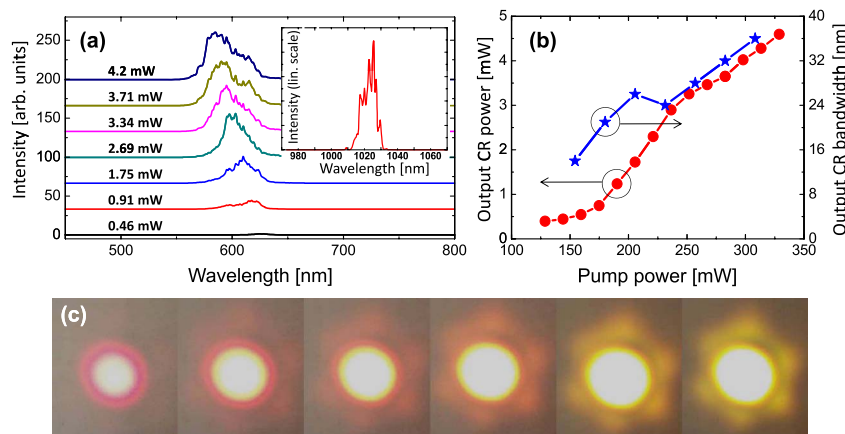 (a)
Intensity [arb. units]
250
200
150
100
50
0
4.2 mW
3.71 mW
3.34 mW
2.69 mW
1.75 mW
0.91 mW
0.46 mW
500
600
700
800
Wavelength [nm]
Intensity (lin. scale)
980
1020
1060
Wavelength [nm]
(b)
Output CR power [mW]
5
4
3
2
1
0
100
150
200
250
300
350
Pump power [mW]
40
32
24
16
8
0
Output CR bandwidth [nm]
(c)